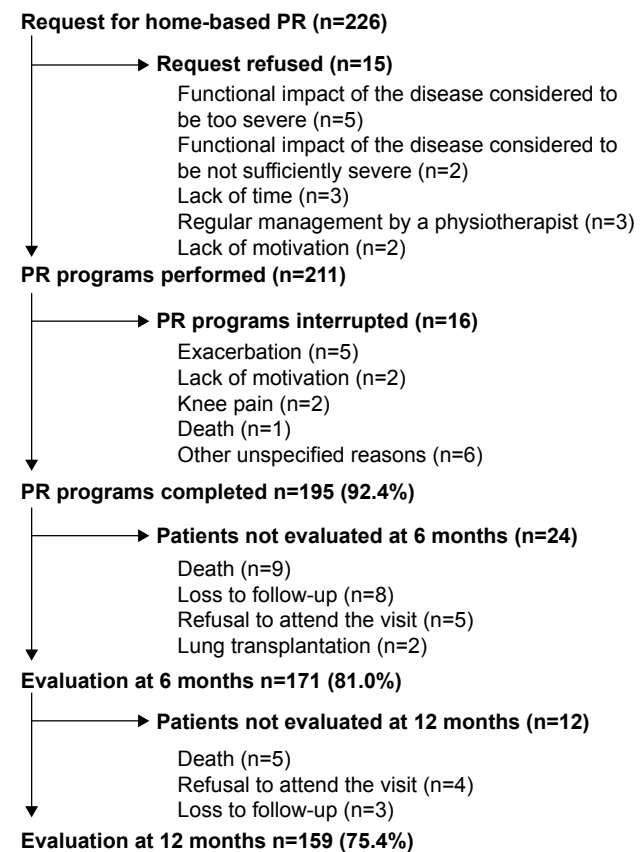 Request for home-based PR (n=226)
Request refused (n=15)
Functional impact of the disease considered to
be too severe (n=5)
Functional impact of the disease considered to
be not sufficiently severe (n=2)
Lack of time (n=3)
Regular management by a physiotherapist (n=3)
Lack of motivation (n=2)
PR programs performed (n=211)
PR programs interrupted (n=16)
Exacerbation (n=5)
Lack of motivation (n=2)
Knee pain (n=2)
Death (n=1)
Other unspecified reasons (n=6)
PR programs completed n=195 (92.4%)
Patients not evaluated at 6 months (n=24)
Death (n=9)
Loss to follow-up (n=8)
Refusal to attend the visit (n=5)
Lung transplantation (n=2)
Evaluation at 6 months n=171 (81.0%)
Patients not evaluated at 12 months (n=12)
Death (n=5)
Refusal to attend the visit (n=4)
Loss to follow-up (n=3)
Evaluation at 12 months n=159 (75.4%)